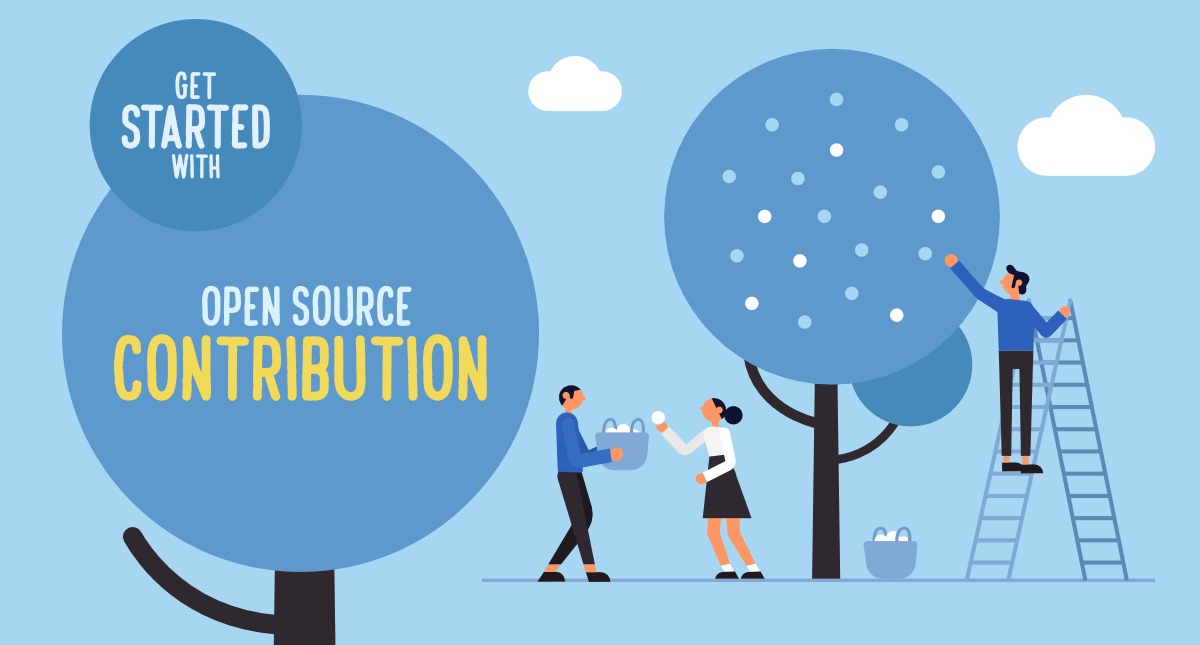 GET
STARTED
WITH
OPEN SOURCE
CONTRIBUTION